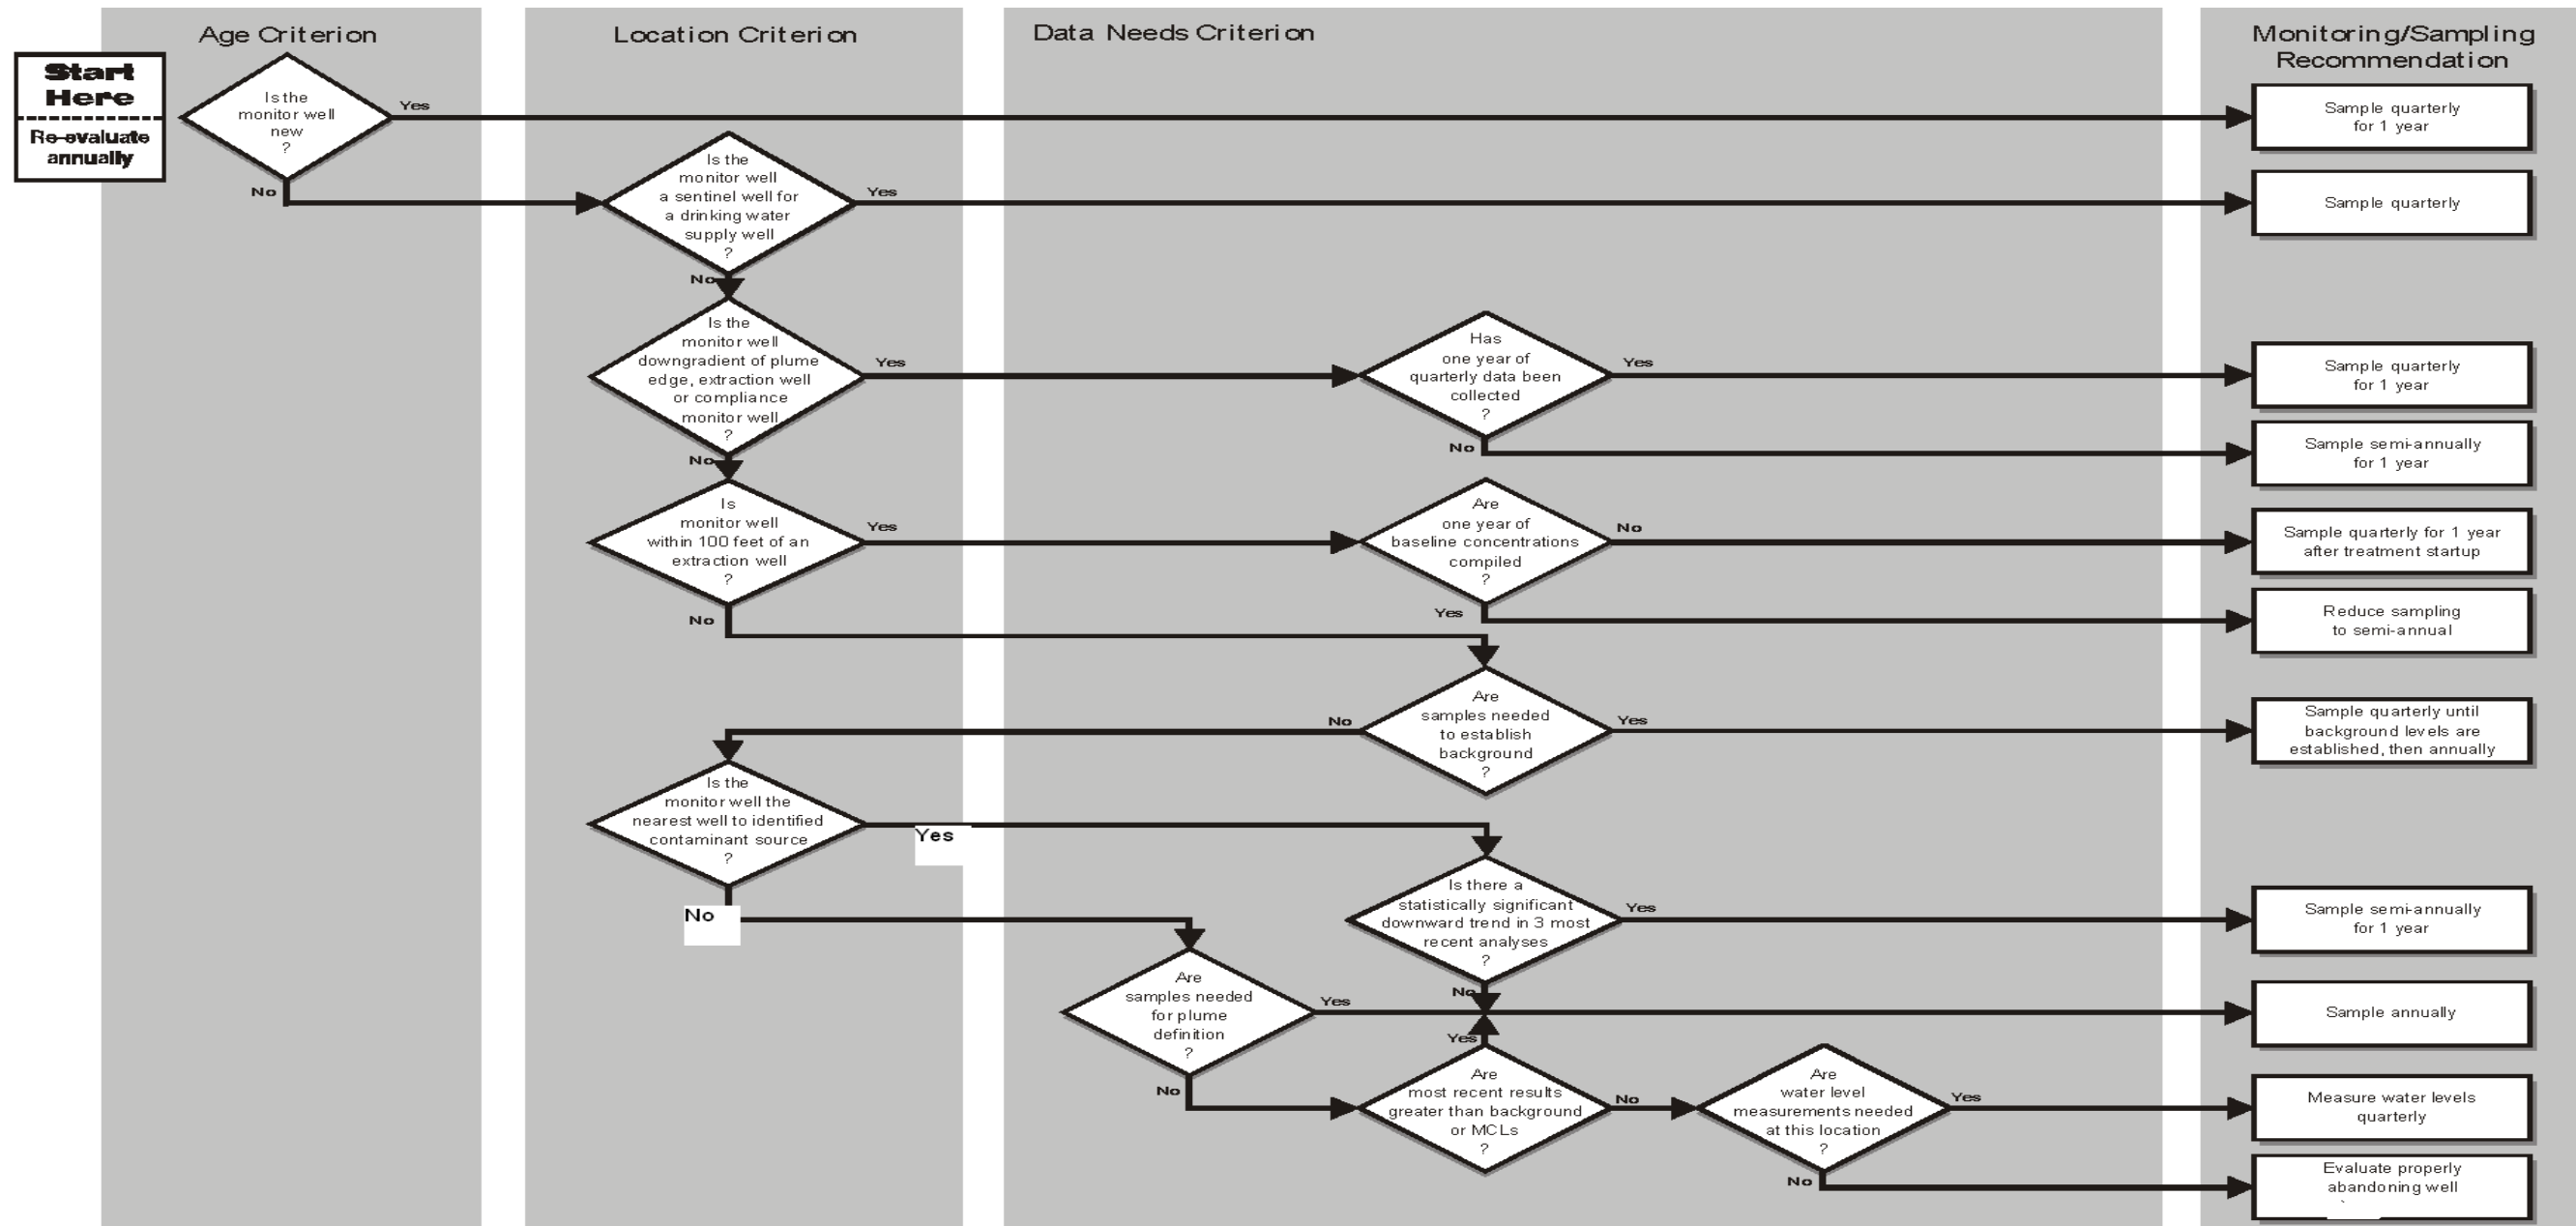 Age Criterion
Location Criterion
Data Needs Criterion
Monitoring/Sampling
Recommendation
Start
Here
Re-evaluate
annually
Is the
monitor well
new
?
Yes
No
Sample quarterly
for 1 year
Is the
monitor well
a sentinel well for
a drinking water
supply well
?
Yes
No
Sample quarterly
Is the
monitor well
downgradient of plume
edge, extraction well
or compliance
monitor well
?
Yes
No
Has
one year of
quarterly data been
collected
?
Yes
No
Sample quarterly
for 1 year
Sample semi-annually
for 1 year
Is
monitor well
within 100 feet of an
extraction well
?
Yes
No
Are
one year of
baseline concentrations
compiled
?
No
Yes
Sample quarterly for 1 year
after treatment startup
Reduce sampling
to semi-annual
Are
samples needed
to establish
background
?
No
Yes
Sample quarterly until
background levels are
established, then annually
Is the
monitor well the
nearest well to identified
contaminant source
?
Yes
No
Is there a
statistically significant
downward trend in 3 most
recent analyses
?
Yes
No
Sample semi-annually
for 1 year
Are
samples needed
for plume
definition
?
Yes
No
Sample annually
Are
most recent results
greater than background
or MCLs
?
Yes
No
Are
water level
measurements needed
at this location
?
Yes
No
Measure water levels
quarterly
Evaluate properly
abandoning well